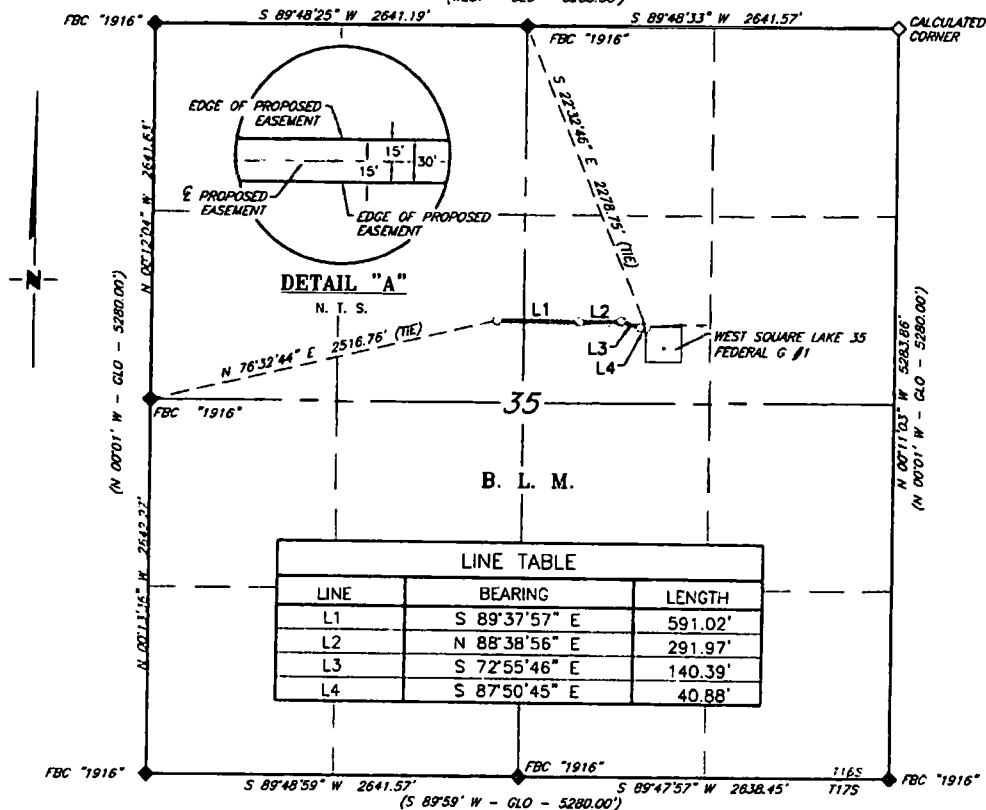 S 89°48'25" W 2641.19'
S 89°48'33" W 2641.57'
FBC "1916"
FBC "1916"
CALCULATED
CORNER
EDGE OF PROPOSED
EASEMENT
15'
15'
30'
℄ PROPOSED
EASEMENT
EDGE OF PROPOSED
EASEMENT
DETAIL "A"
N. T. S.
N 00°12'04" W 2641.63'
(N 00°01' W - GLO - 5280.00')
N
S 22°32'46" E 2278.75' (TIE)
L1
L2
L3
L4
WEST SQUARE LAKE 35
FEDERAL G #1
N 76°32'44" E 2516.76' (TIE)
FBC "1916"
35
B. L. M.
N 00°11'03" W 5283.86'
(N 00°01' W - GLO - 5280.00')
N 00°13'16" W 2642.27'
LINE TABLE
LINE BEARING LENGTH
L1 S 89°37'57" E 591.02'
L2 N 88°38'56" E 291.97'
L3 S 72°55'46" E 140.39'
L4 S 87°50'45" E 40.88'
FBC "1916"
FBC "1916"
T16S
T17S
FBC "1916"
S 89°48'59" W 2641.57'
S 89°47'57" W 2638.45'
(S 89°59' W - GLO - 5280.00')